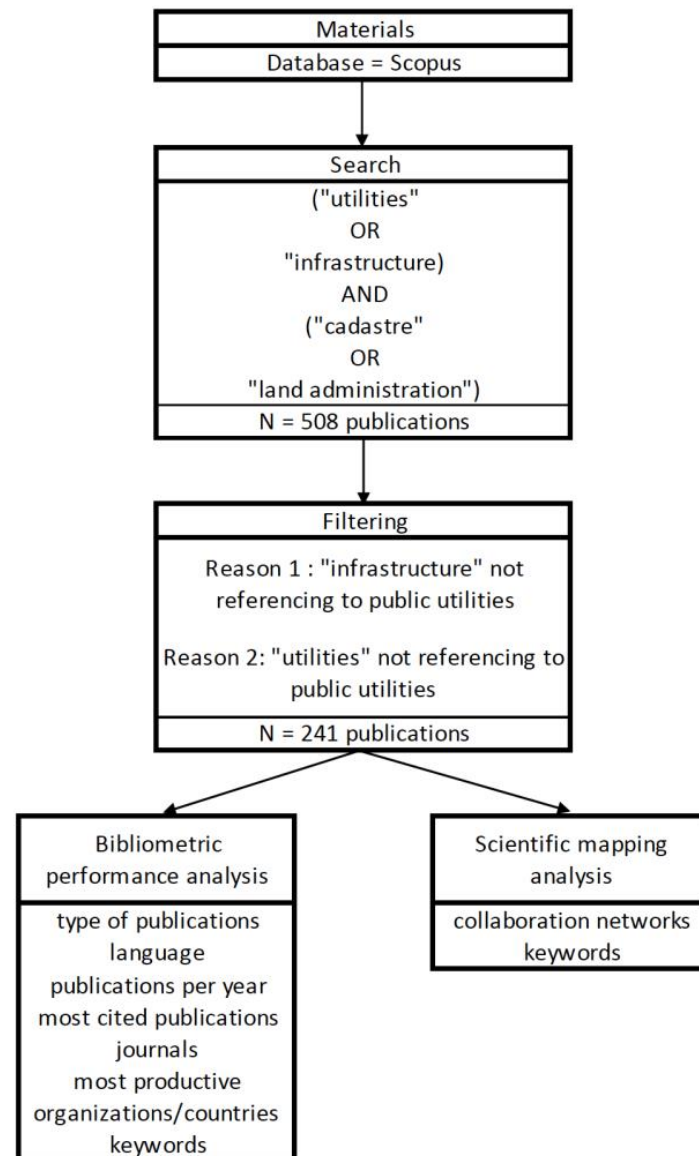 Materials
Database = Scopus
Search
("utilities"
OR
"infrastructure)
AND
("cadastre"
OR
"land administration")
N = 508 publications
Filtering
Reason 1 : "infrastructure" not
referencing to public utilities
Reason 2: "utilities" not referencing to
public utilities
N = 241 publications
Bibliometric
performance analysis
type of publications
language
publications per year
most cited publications
journals
most productive
organizations/countries
keywords
Scientific mapping
analysis
collaboration networks
keywords